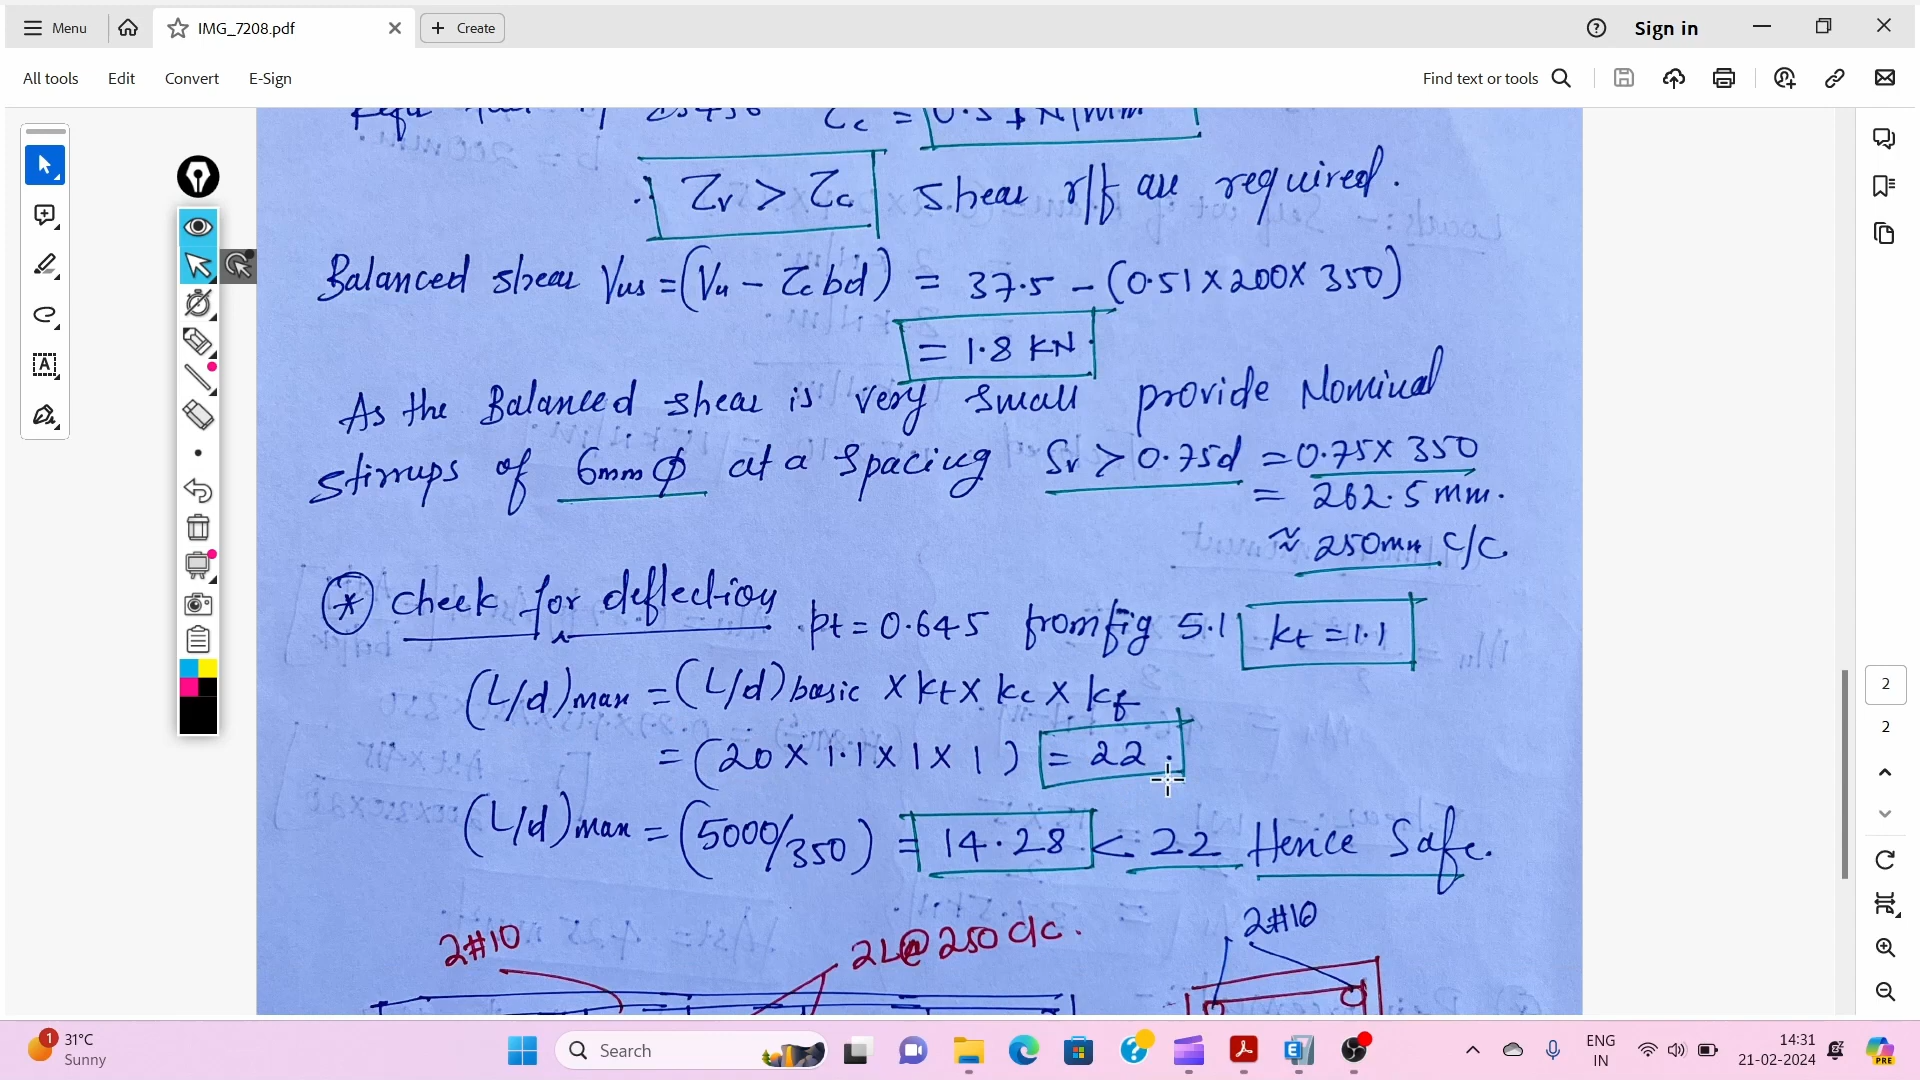 Menu
IMG_7208.pdf
Create
Sign in
All tools Edit Convert E-Sign
Find text or tools
∴ τv > τc shear r/f are required.
Balanced shear Vus = (Vu - τc bd) = 37.5 - (0.51 X 200 X 350)
= 1.8 KN
As the Balanced shear is very small provide Nominal
stirrups of 6mm ϕ at a spacing Sv > 0.75d = 0.75 X 350
= 262.5 mm.
≈ 250mm c/c.
* check for deflection pt = 0.645 from fig 5.1 kt = 1.1
(L/d)max = (L/d)basic X kt X kc X kf
= (20 X 1.1 X 1 X 1) = 22.
(L/d)max = (5000/350) = 14.28 < 22 Hence Safe.
2#10 2L@250 c/c. 2#10
2
2
1
31°C
Sunny
Search
PRE
ENG
IN
14:31
21-02-2024